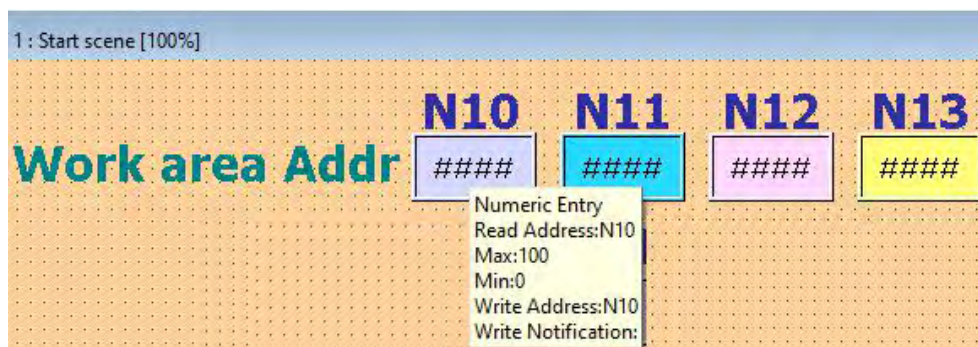 1 : Start scene [100%]
N10 N11 N12 N13
Work area Addr #### #### #### ####
Numeric Entry
Read Address:N10
Max:100
Min:0
Write Address:N10
Write Notification: